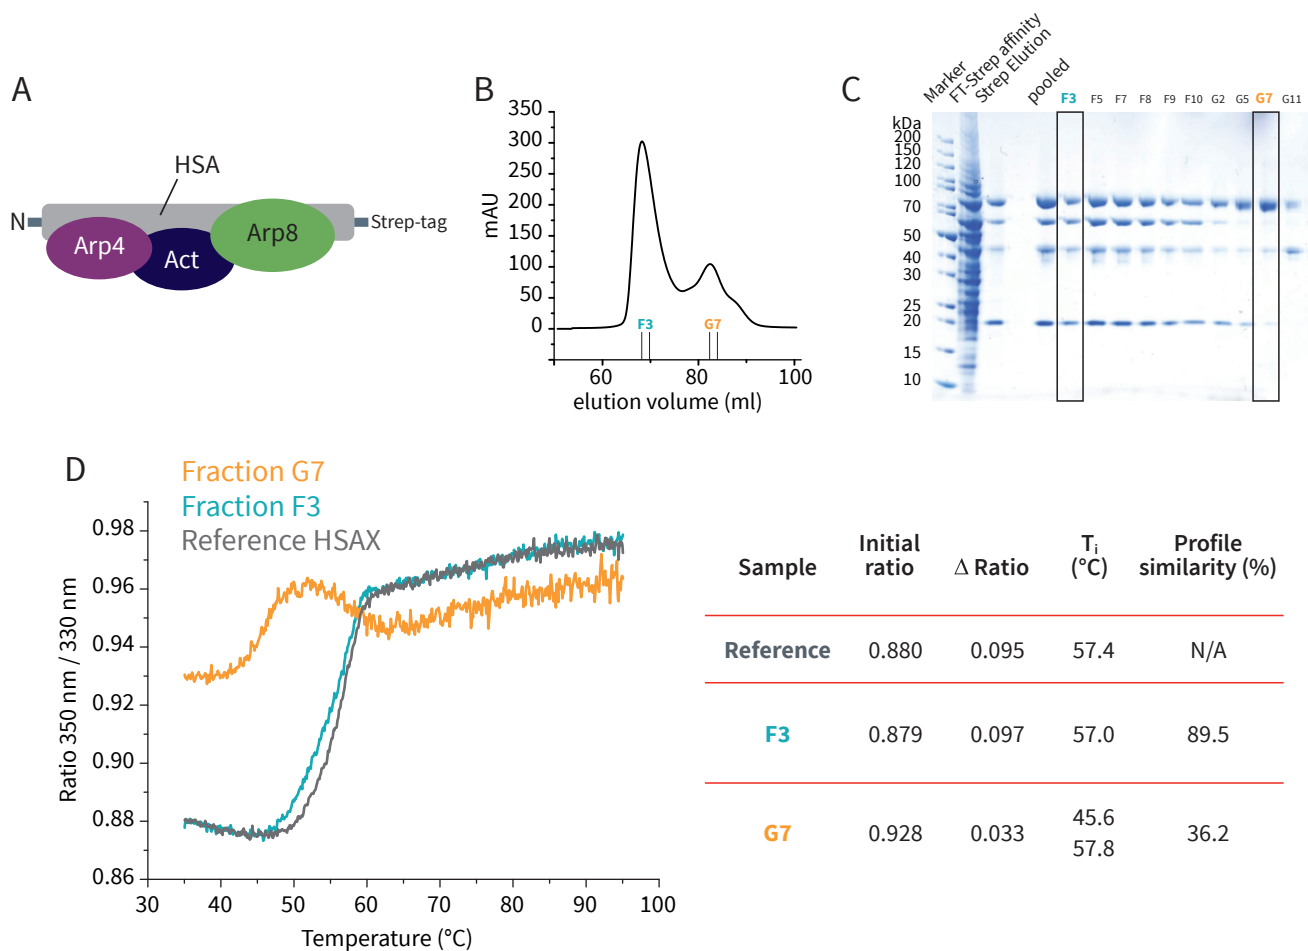 A
HSA
N
Arp4
Act
Arp8
Strep-tag
B
350
300
250
200
150
100
50
0
mAU
F3
G7
60
80
100
elution volume (ml)
C
Marker
FT-Strep affinity
Strep Elution
pooled
F3 F5 F7 F8 F9 F10 G2 G5 G7 G11
kDa
200
150
120
100
70
50
40
30
25
20
15
10
D
Fraction G7
Fraction F3
Reference HSAX
0.98
0.96
0.94
0.92
0.90
0.88
0.86
Ratio 350 nm / 330 nm
30 40 50 60 70 80 90 100
Temperature (°C)
Sample Initial ratio Δ Ratio Ti (°C) Profile similarity (%)
Reference 0.880 0.095 57.4 N/A
F3 0.879 0.097 57.0 89.5
G7 0.928 0.033 45.6 57.8 36.2